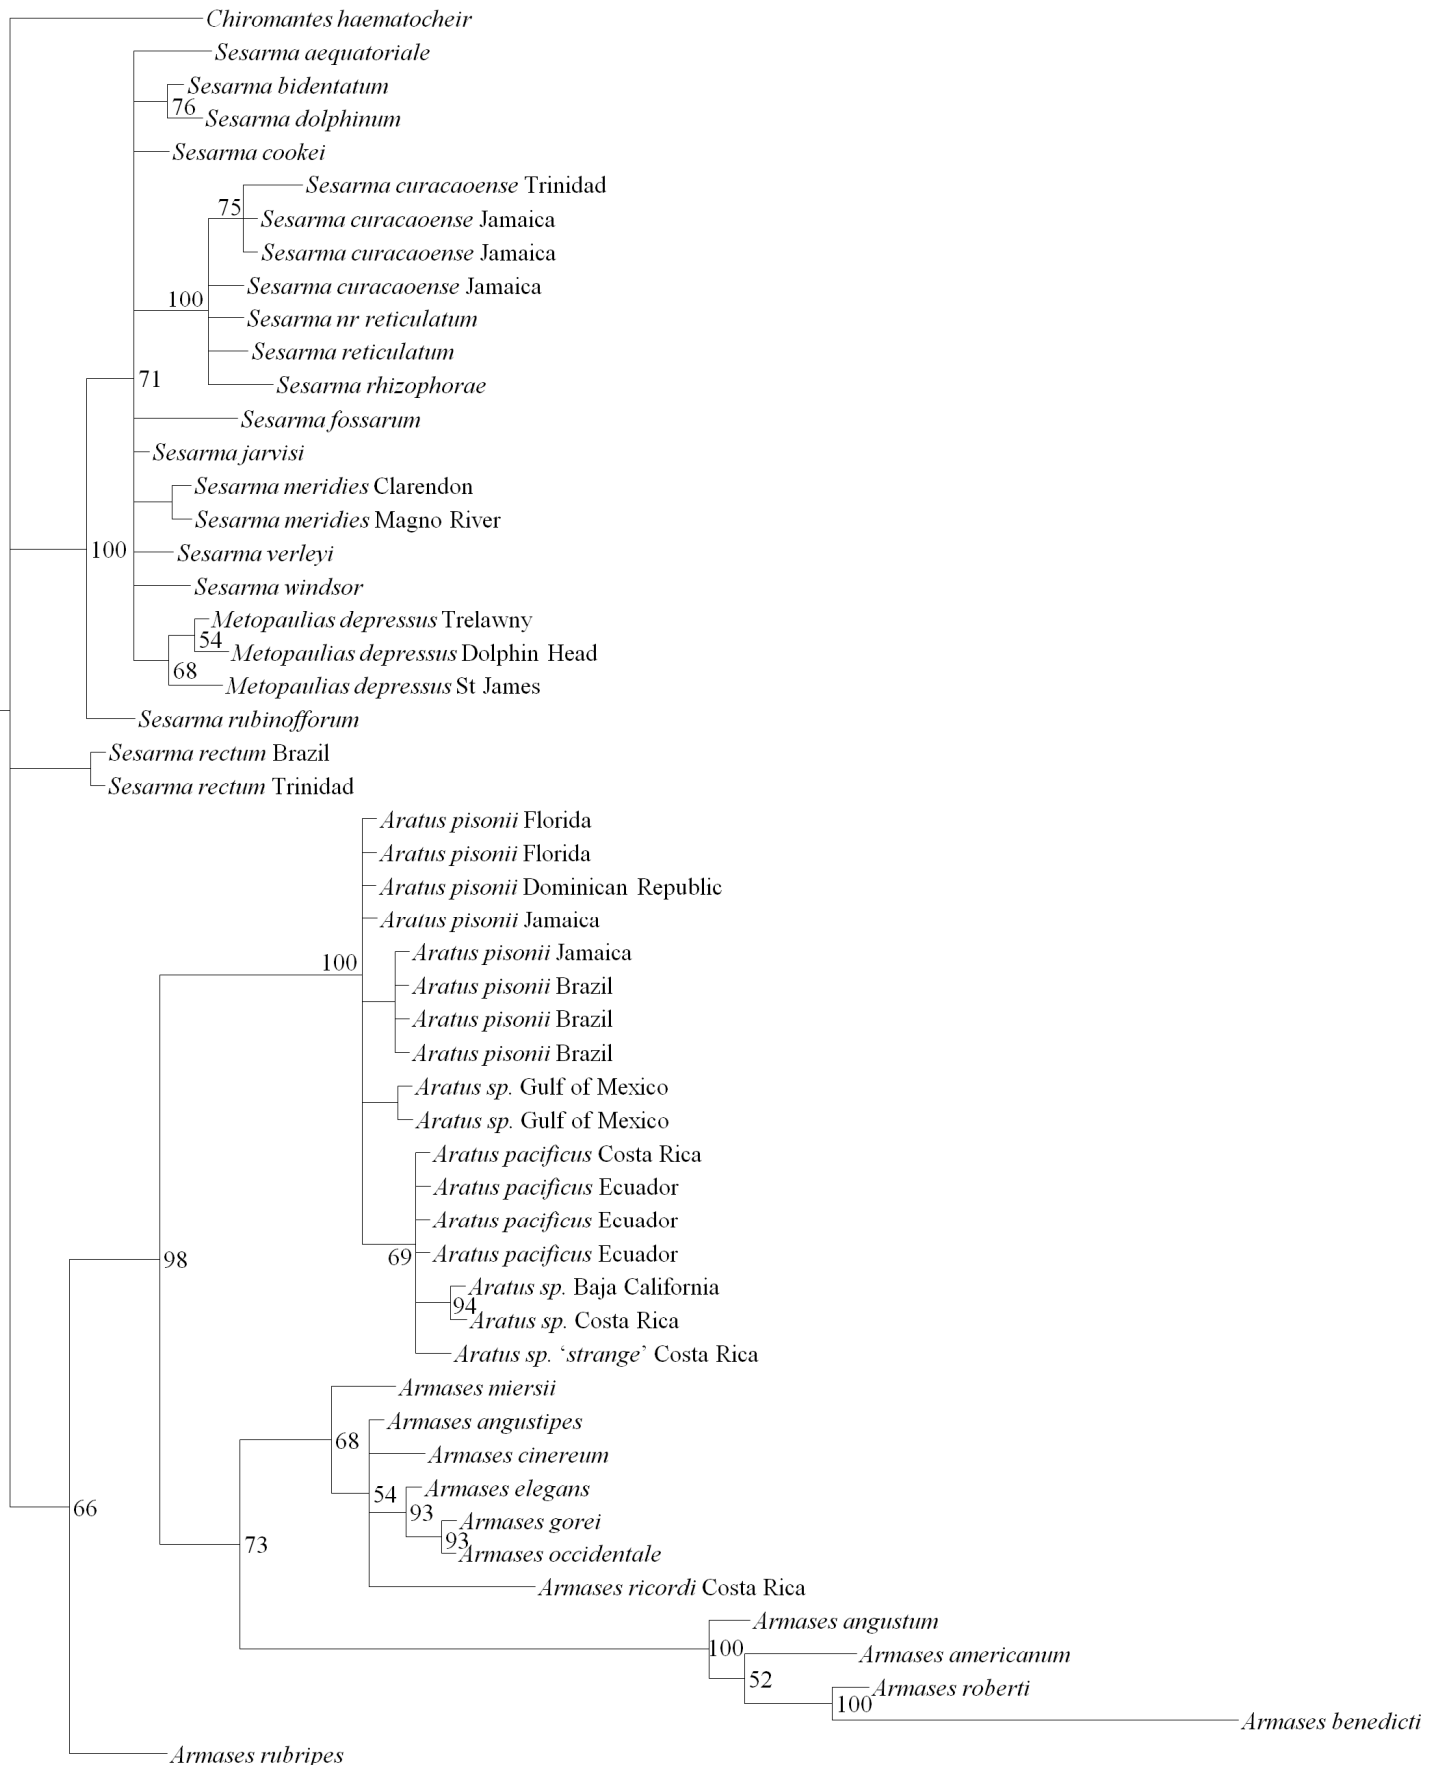 Chiromantes haematocheir
Sesarma aequatoriale
Sesarma bidentatum
76
Sesarma dolphinum
Sesarma cookei
Sesarma curacaoense Trinidad
75
Sesarma curacaoense Jamaica
Sesarma curacaoense Jamaica
Sesarma curacaoense Jamaica
100
Sesarma nr reticulatum
Sesarma reticulatum
71
Sesarma rhizophorae
Sesarma fossarum
Sesarma jarvisi
Sesarma meridies Clarendon
Sesarma meridies Magno River
100
Sesarma verleyi
Sesarma windsor
Metopaulias depressus Trelawny
54
Metopaulias depressus Dolphin Head
68
Metopaulias depressus St James
Sesarma rubinofforum
Sesarma rectum Brazil
Sesarma rectum Trinidad
Aratus pisonii Florida
Aratus pisonii Florida
Aratus pisonii Dominican Republic
Aratus pisonii Jamaica
Aratus pisonii Jamaica
100
Aratus pisonii Brazil
Aratus pisonii Brazil
Aratus pisonii Brazil
Aratus sp. Gulf of Mexico
Aratus sp. Gulf of Mexico
Aratus pacificus Costa Rica
Aratus pacificus Ecuador
Aratus pacificus Ecuador
Aratus pacificus Ecuador
69
98
Aratus sp. Baja California
94
Aratus sp. Costa Rica
Aratus sp. ‘strange’ Costa Rica
Armases miersii
Armases angustipes
68
Armases cinereum
Armases elegans
54
66
93
Armases gorei
93
73
Armases occidentale
Armases ricordi Costa Rica
Armases angustum
100
Armases americanum
52
Armases roberti
100
Armases benedicti
Armases rubripes